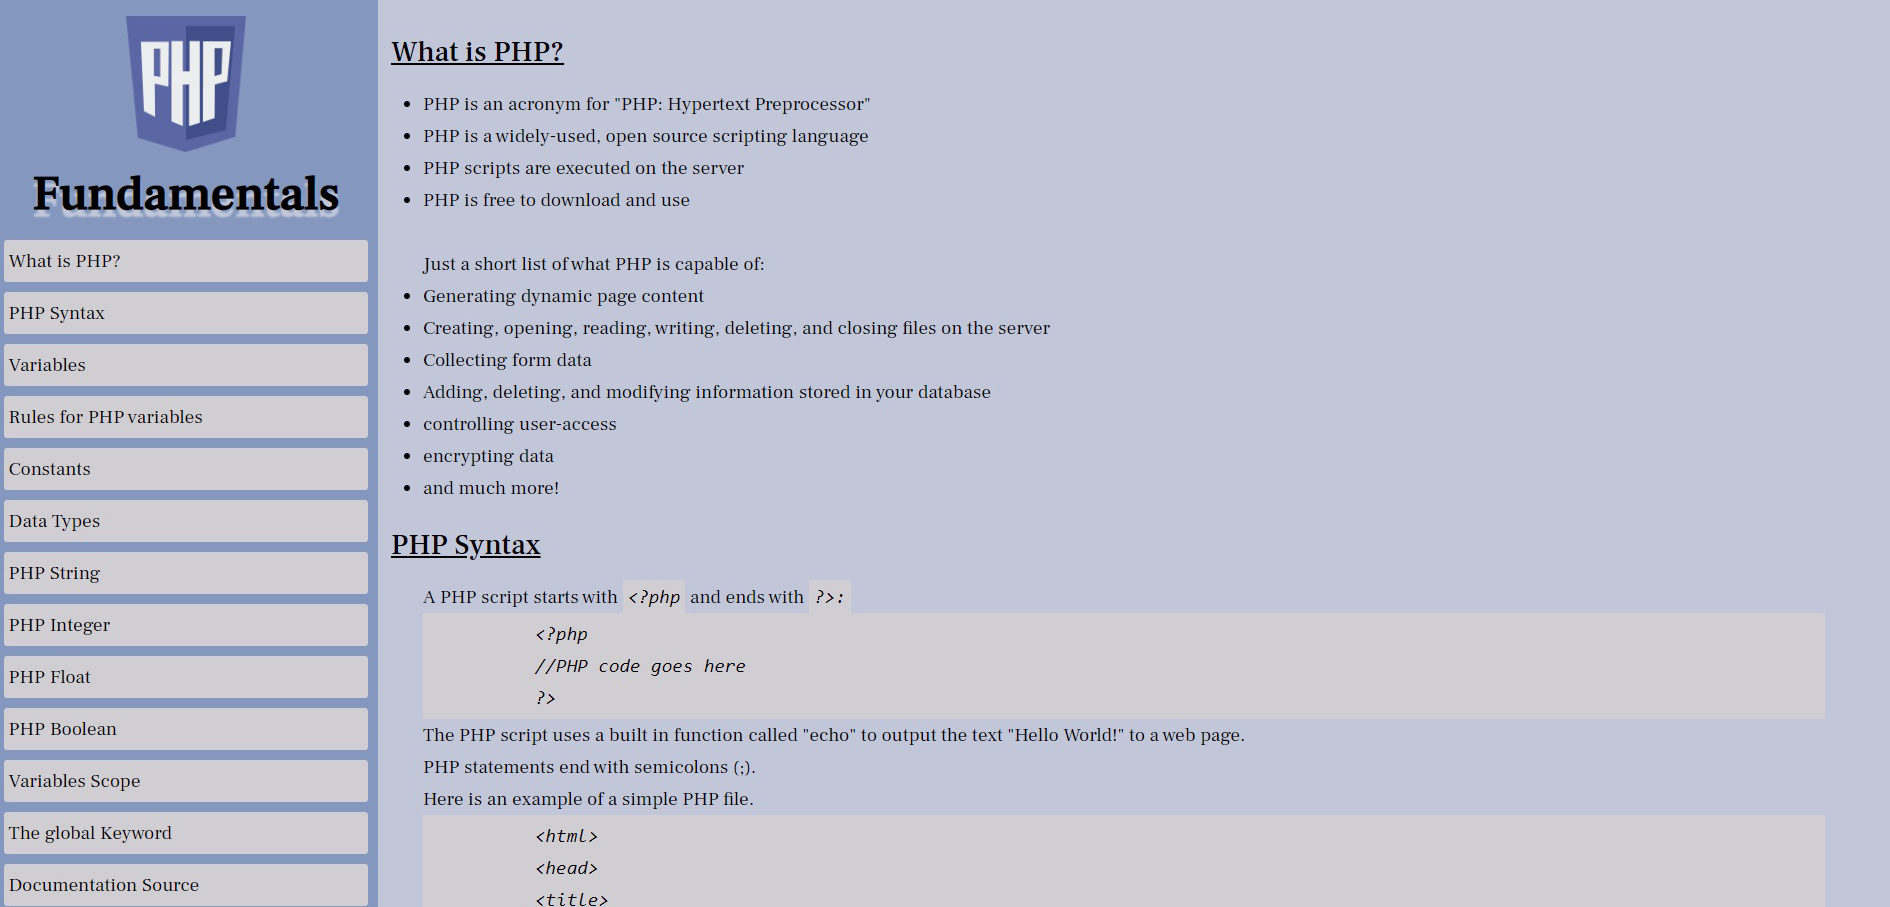 PHP
Fundamentals
What is PHP?
PHP Syntax
Variables
Rules for PHP variables
Constants
Data Types
PHP String
PHP Integer
PHP Float
PHP Boolean
Variables Scope
The global Keyword
Documentation Source
What is PHP?
PHP is an acronym for "PHP: Hypertext Preprocessor"
PHP is a widely-used, open source scripting language
PHP scripts are executed on the server
PHP is free to download and use
Just a short list of what PHP is capable of:
Generating dynamic page content
Creating, opening, reading, writing, deleting, and closing files on the server
Collecting form data
Adding, deleting, and modifying information stored in your database
controlling user-access
encrypting data
and much more!
PHP Syntax
A PHP script starts with <?php and ends with ?>:
<?php
//PHP code goes here
?>
The PHP script uses a built in function called "echo" to output the text "Hello World!" to a web page.
PHP statements end with semicolons (;).
Here is an example of a simple PHP file.
<html>
<head>
<title>